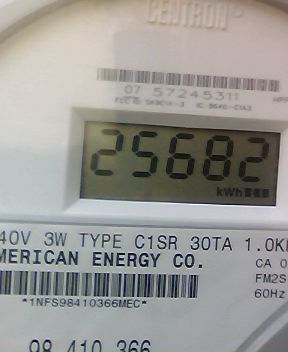 CENTRON®
07 57245311
25682
kWh
40V 3W TYPE C1SR 30TA 1.0K
MERICAN ENERGY CO.
CA 0
FM2S
60Hz
*1NFS98410366MEC*
98 410 366